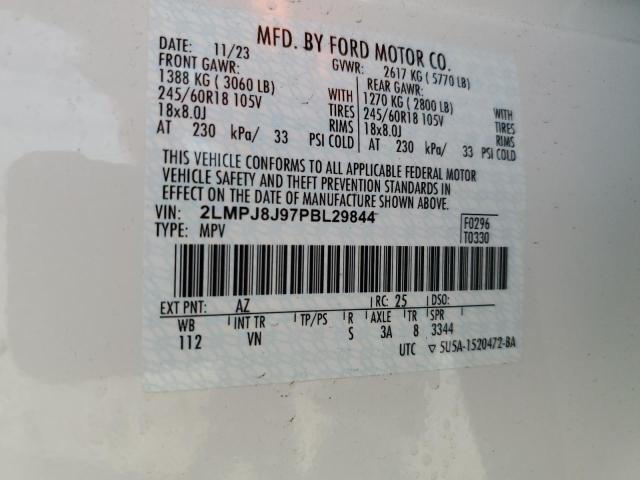 MFD. BY FORD MOTOR CO.
DATE: 11/23 GVWR: 2617 KG ( 5770 LB)
FRONT GAWR: REAR GAWR:
1388 KG ( 3060 LB) WITH 1270 KG ( 2800 LB) WITH
245/60R18 105V TIRES 245/60R18 105V TIRES
18x8.0J RIMS 18x8.0J RIMS
AT 230 kPa/ 33 PSI COLD AT 230 kPa/ 33 PSI COLD
THIS VEHICLE CONFORMS TO ALL APPLICABLE FEDERAL MOTOR
VEHICLE SAFETY AND THEFT PREVENTION STANDARDS IN
EFFECT ON THE DATE OF MANUFACTURE SHOWN ABOVE.
VIN: 2LMPJ8J97PBL29844 F0296
TYPE: MPV T0330
EXT PNT: AZ RC: 25 DSO:
WB INT TR TP/PS R AXLE TR SPR
112 VN S 3A 8 3344
UTC ▽ 5U5A-1520472-BA